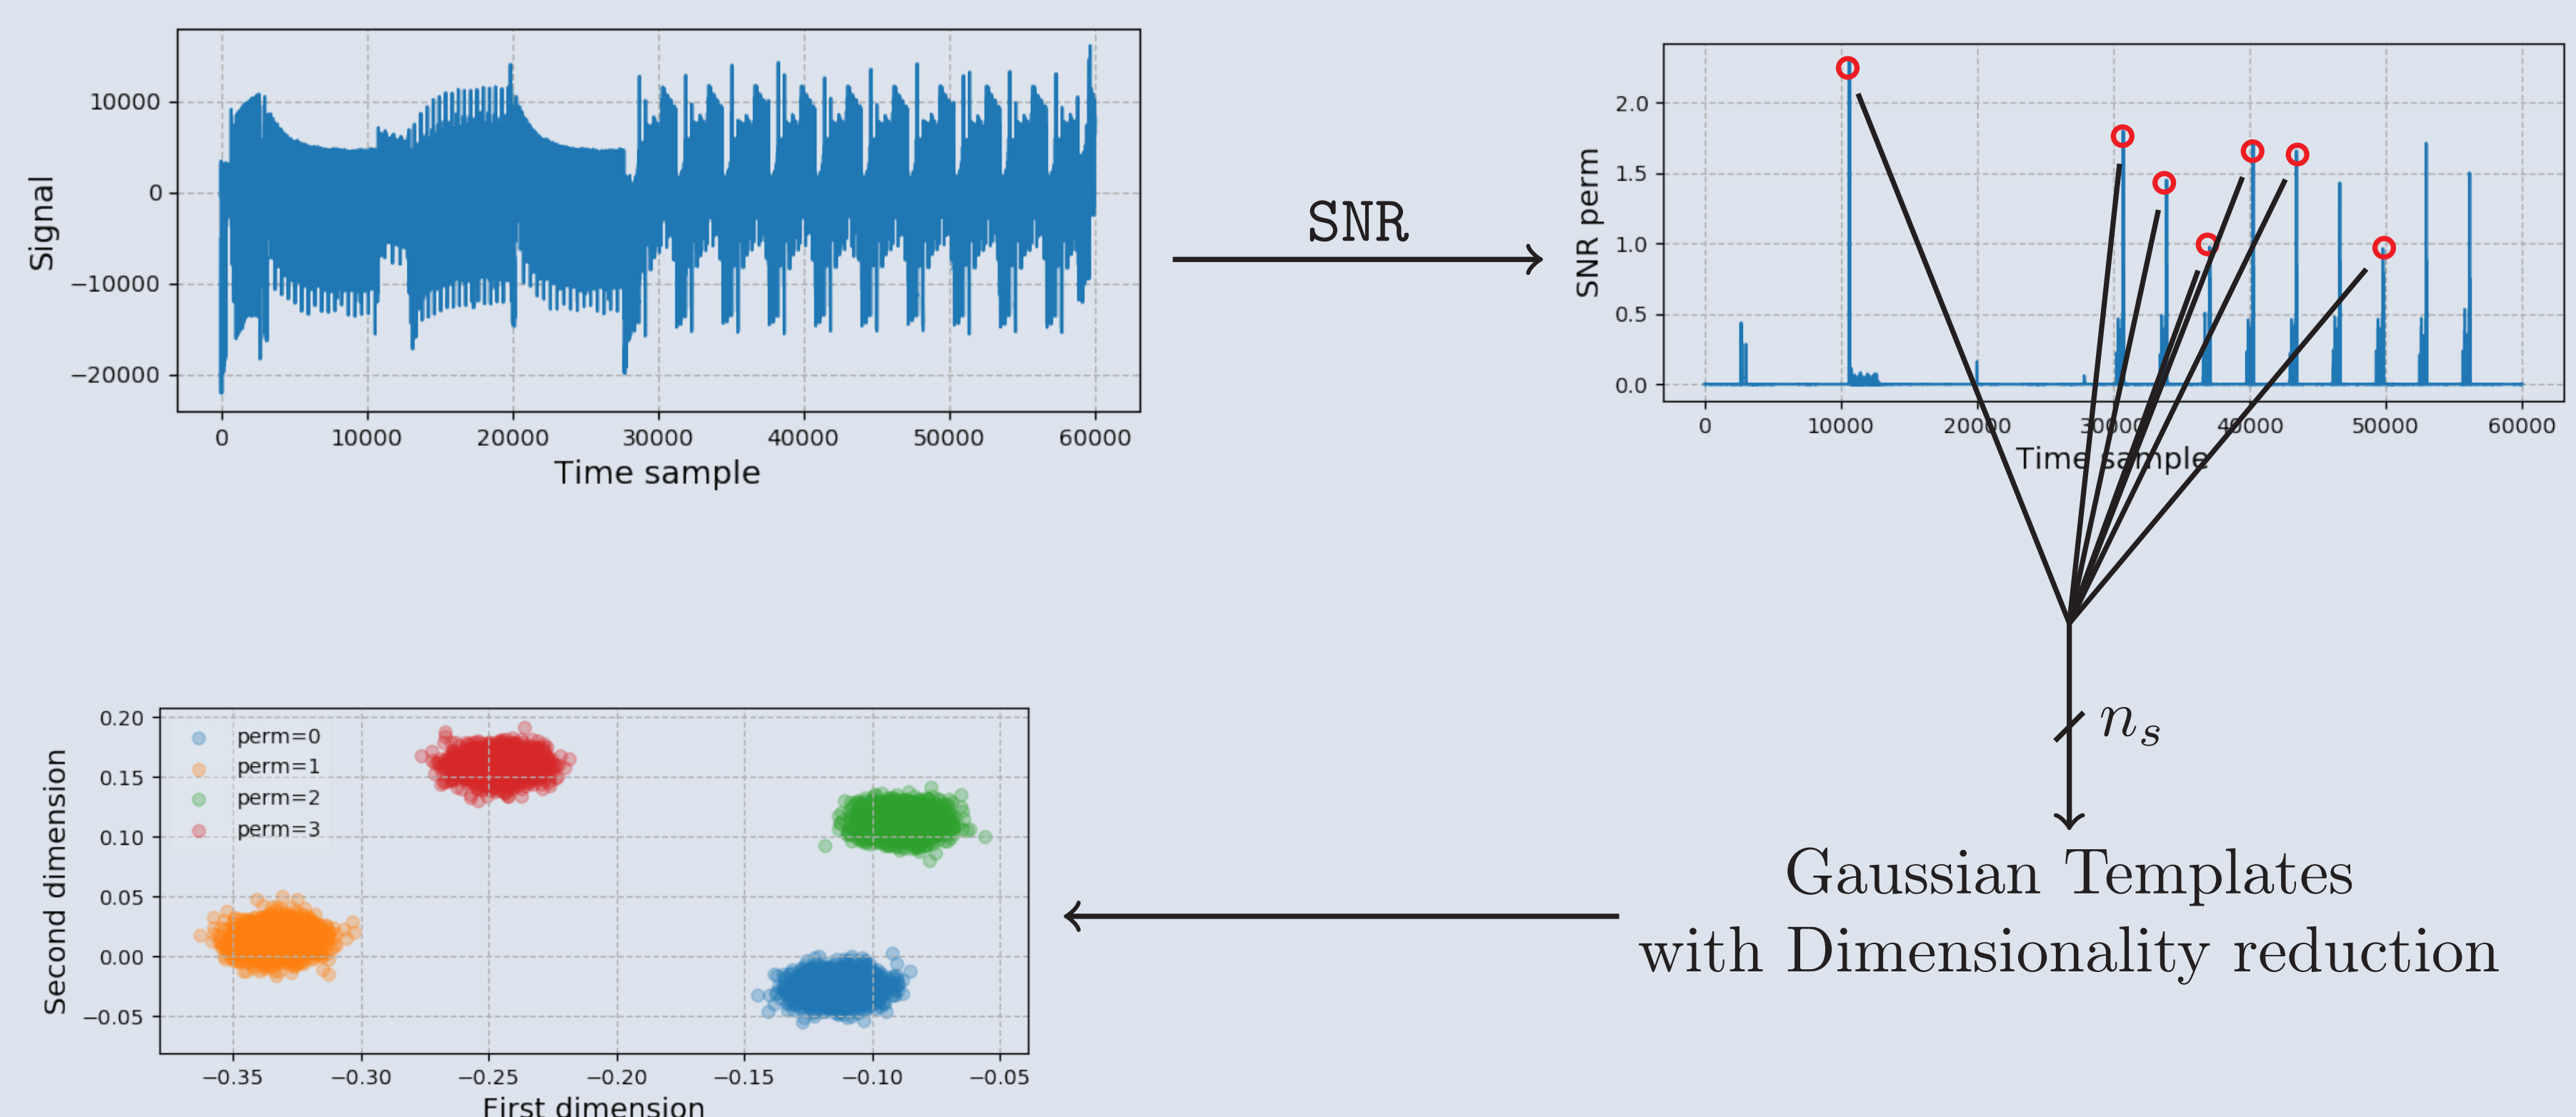 Signal
10000
0
−10000
−20000
0 10000 20000 30000 40000 50000 60000
Time sample
SNR
SNR perm
2.0
1.5
1.0
0.5
0.0
0 10000 20000 30000 40000 50000 60000
Time sample
n_s
Gaussian Templates
with Dimensionality reduction
Second dimension
0.20
0.15
0.10
0.05
0.00
−0.05
perm=0
perm=1
perm=2
perm=3
−0.35 −0.30 −0.25 −0.20 −0.15 −0.10 −0.05
First dimension